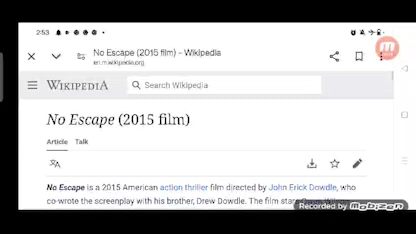 2:53
No Escape (2015 film) - Wikipedia
en.m.wikipedia.org
WIKIPEDIA
Search Wikipedia
No Escape (2015 film)
Article Talk
No Escape is a 2015 American action thriller film directed by John Erick Dowdle, who
co-wrote the screenplay with his brother, Drew Dowdle. The film stars
Recorded by Mobizen